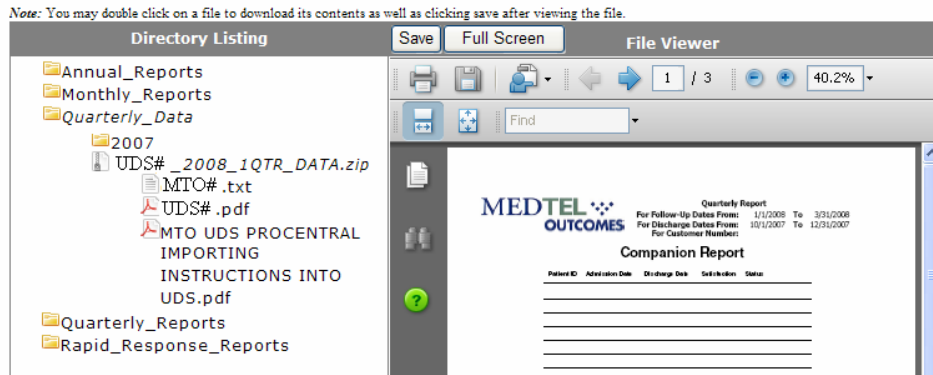 Note: You may double click on a file to download its contents as well as clicking save after viewing the file.
Directory Listing
Annual_Reports
Monthly_Reports
Quarterly_Data
2007
UDS# _2008_1QTR_DATA.zip
MTO# .txt
UDS# .pdf
MTO UDS PROCENTRAL
IMPORTING
INSTRUCTIONS INTO
UDS.pdf
Quarterly_Reports
Rapid_Response_Reports
Save Full Screen File Viewer
1 / 3 40.2%
Find
MEDTEL
OUTCOMES
Quarterly Report
For Follow-Up Dates From: 1/1/2008 To 3/31/2008
For Discharge Dates From: 10/1/2007 To 12/31/2007
For Customer Number:
Companion Report
Patient ID Admission Date Discharge Date Satisfaction Status